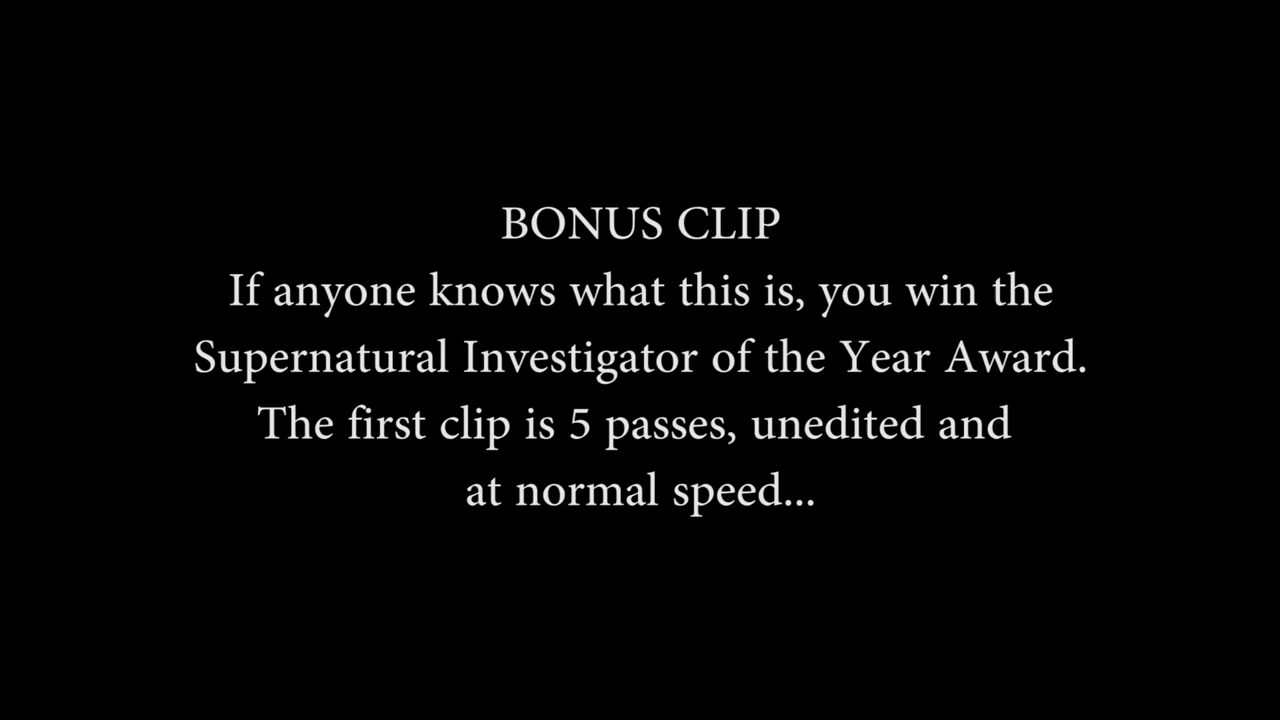 BONUS CLIP
If anyone knows what this is, you win the
Supernatural Investigator of the Year Award.
The first clip is 5 passes, unedited and
at normal speed...